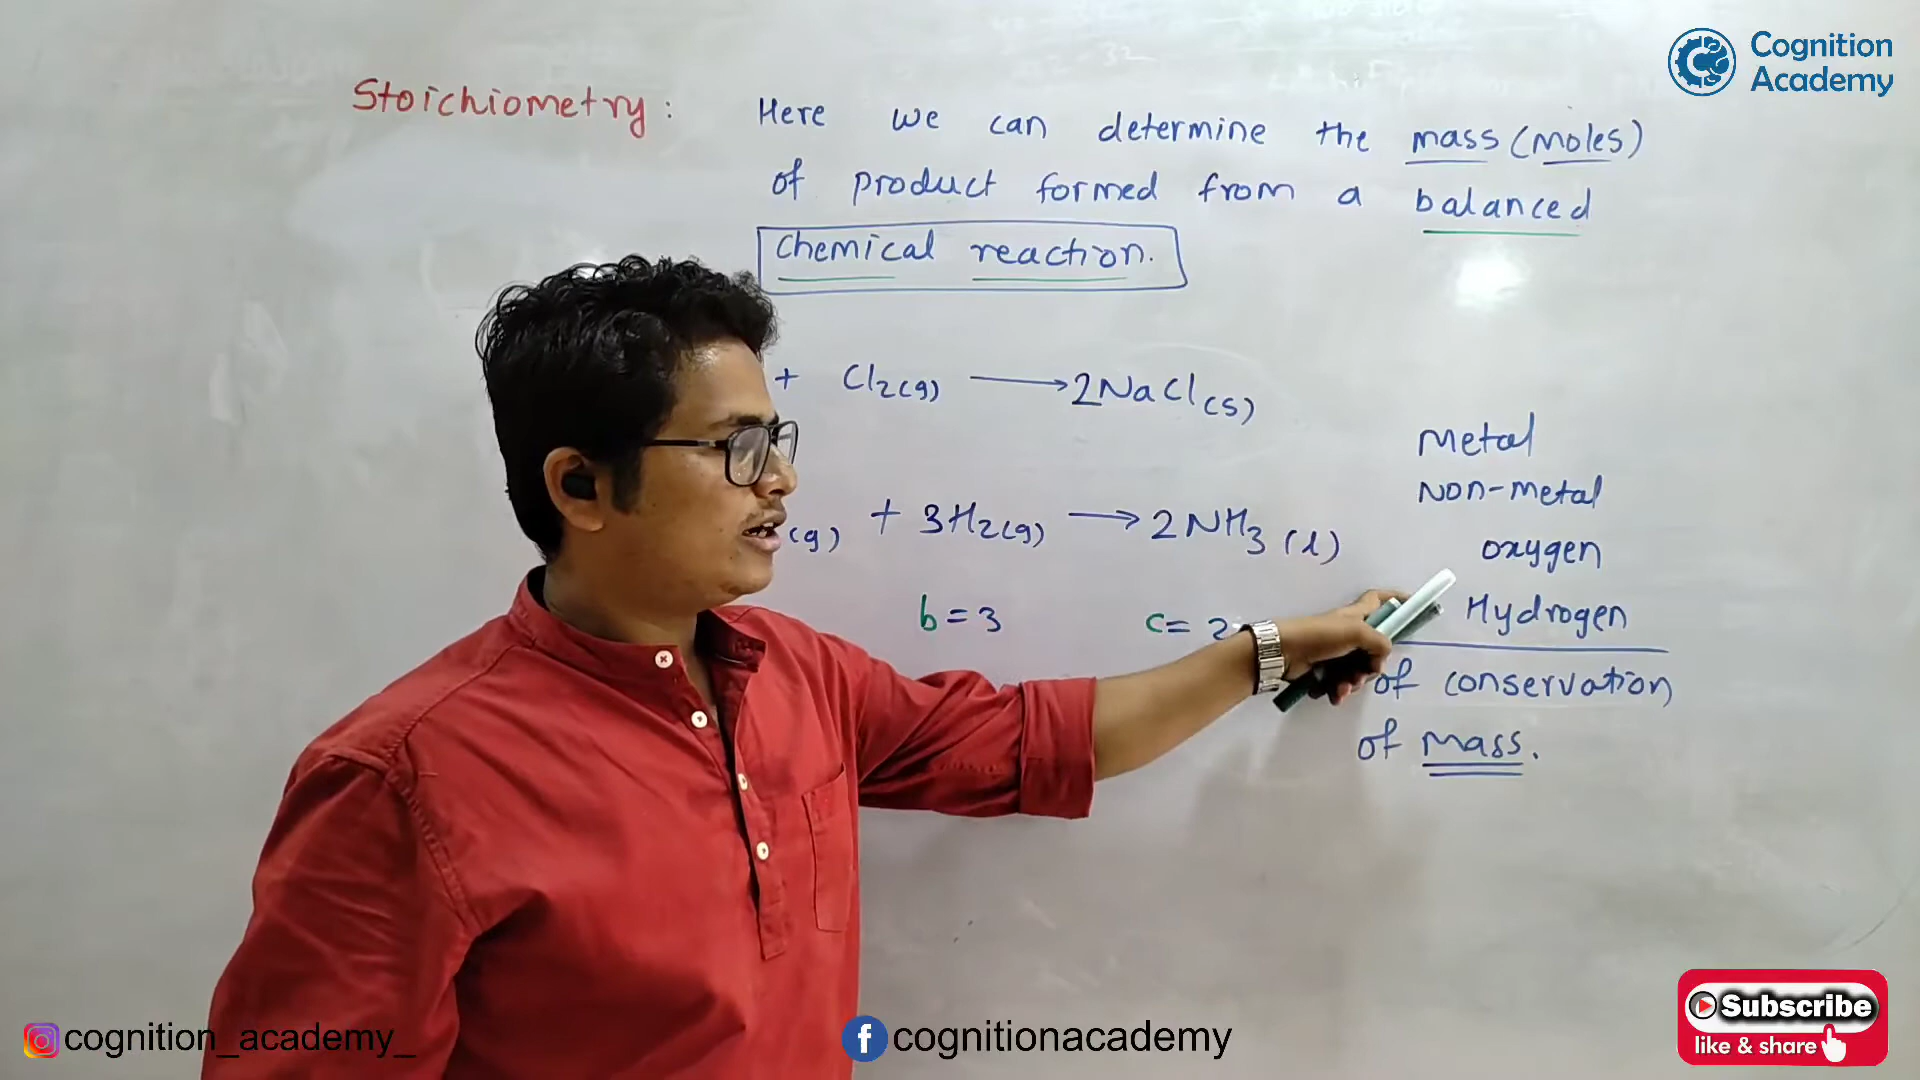 Cognition
Academy
Stoichiometry :
Here we can determine the mass (moles)
of product formed from a balanced
Chemical reaction.
+ Cl2(g) → 2NaCl(s)
(g) + 3H2(g) → 2NH3 (l)
b = 3 c = 2
Metal
Non-metal
oxygen
Hydrogen
of conservation
of mass.
cognition_academy_
cognitionacademy
Subscribe
like & share